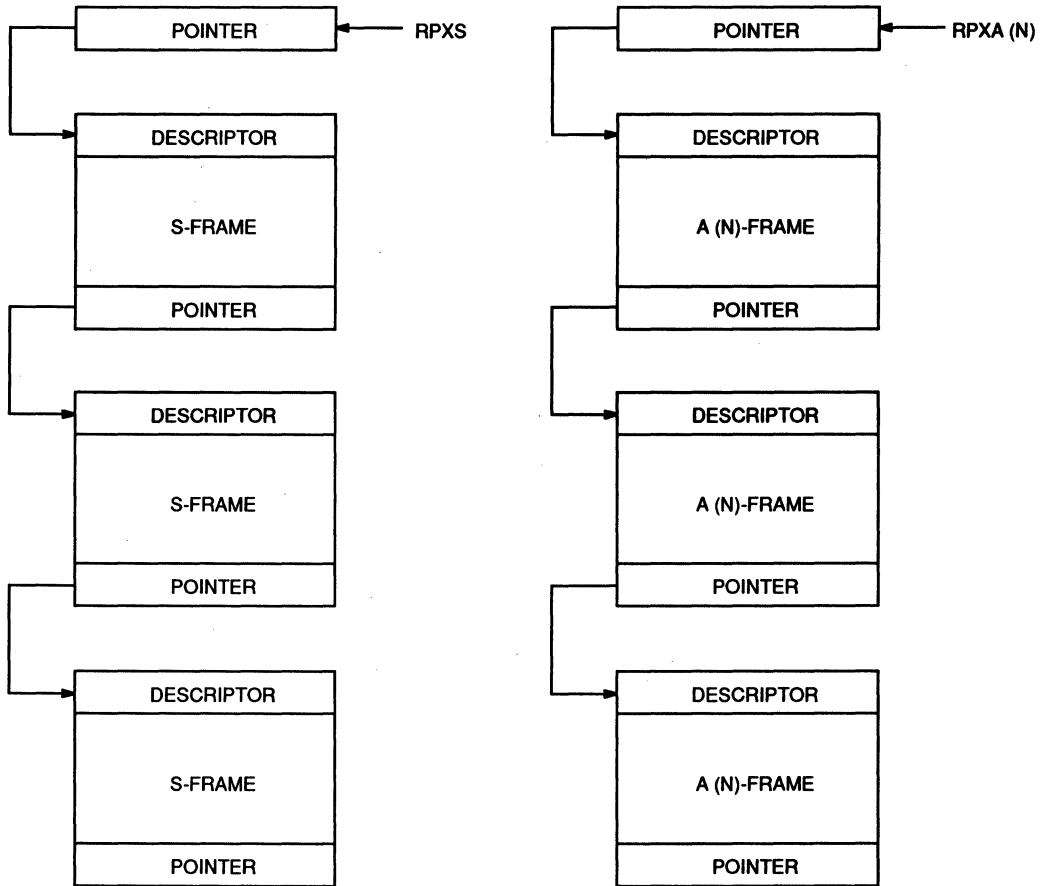 POINTER
RPXS
DESCRIPTOR
S-FRAME
POINTER
DESCRIPTOR
S-FRAME
POINTER
DESCRIPTOR
S-FRAME
POINTER
POINTER
RPXA (N)
DESCRIPTOR
A (N)-FRAME
POINTER
DESCRIPTOR
A (N)-FRAME
POINTER
DESCRIPTOR
A (N)-FRAME
POINTER